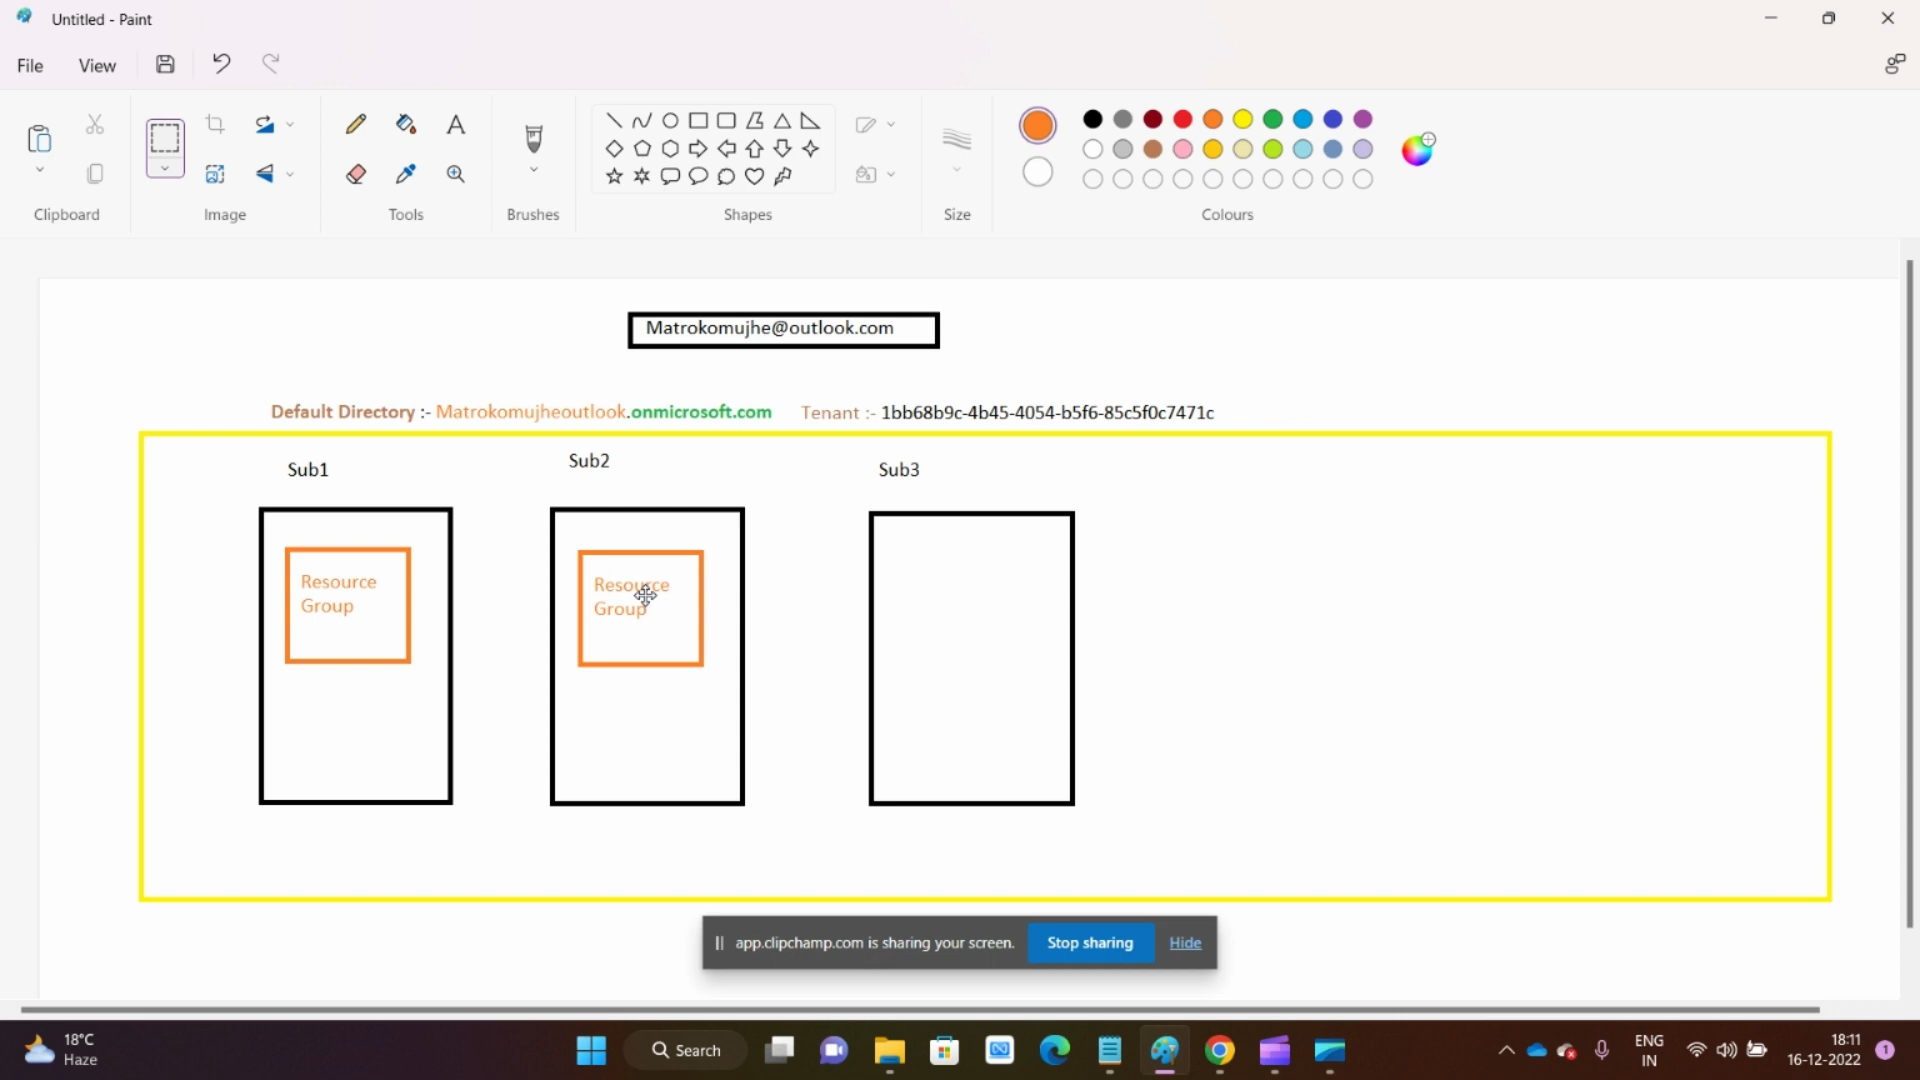 Untitled - Paint
File View
Clipboard
Image
Tools
Brushes
Shapes
Size
Colours
Matrokomujhe@outlook.com
Default Directory :- Matrokomujheoutlook.onmicrosoft.com Tenant :- 1bb68b9c-4b45-4054-b5f6-85c5f0c7471c
Sub1
Sub2
Sub3
Resource
Group
Resource
Group
app.clipchamp.com is sharing your screen. Stop sharing Hide
18°C
Haze
Search
ENG
IN
18:11
16-12-2022
1